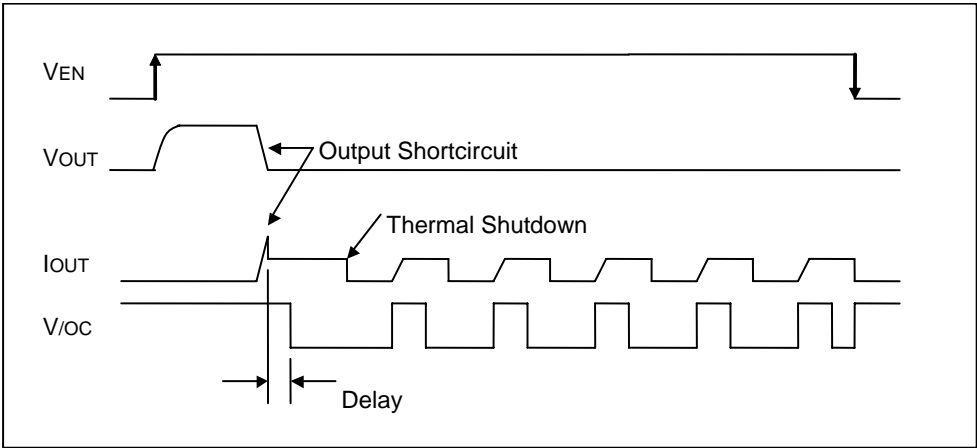 VEN
VOUT
Output Shortcircuit
Thermal Shutdown
IOUT
V/OC
Delay